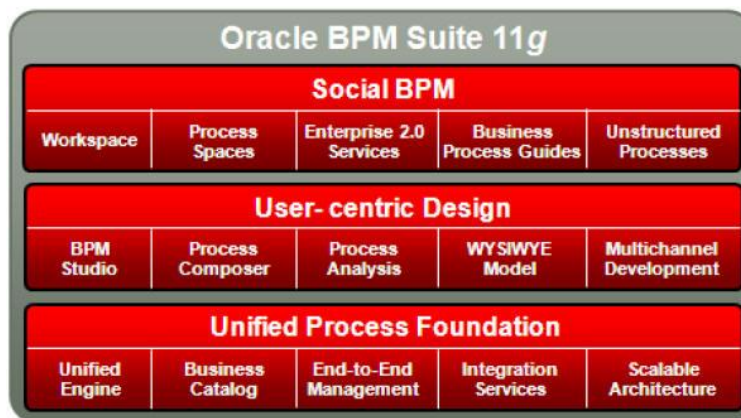 Oracle BPM Suite 11g
Social BPM
Workspace
Process
Spaces
Enterprise 2.0
Services
Business
Process Guides
Unstructured
Processes
User- centric Design
BPM
Studio
Process
Composer
Process
Analysis
WYSIWYE
Model
Multichannel
Development
Unified Process Foundation
Unified
Engine
Business
Catalog
End-to-End
Management
Integration
Services
Scalable
Architecture